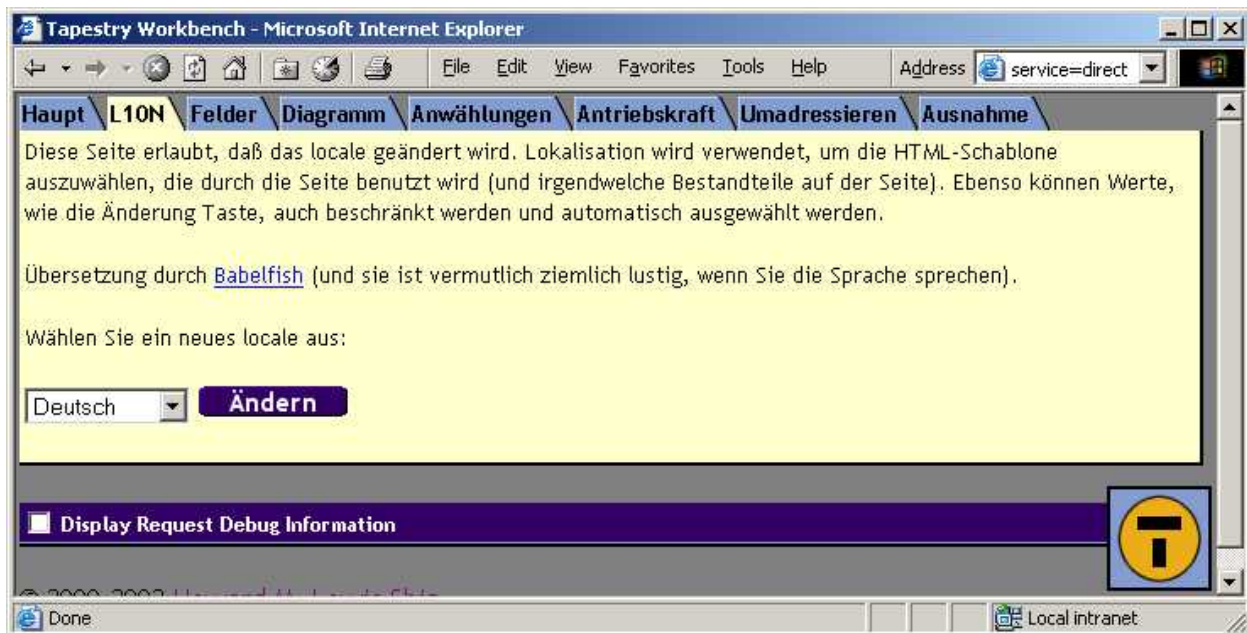 Tapestry Workbench - Microsoft Internet Explorer
File Edit View Favorites Tools Help Address service=direct
Haupt L10N Felder Diagramm Anwählungen Antriebskraft Umadressieren Ausnahme
Diese Seite erlaubt, daß das locale geändert wird. Lokalisation wird verwendet, um die HTML-Schablone
auszuwählen, die durch die Seite benutzt wird (und irgendwelche Bestandteile auf der Seite). Ebenso können Werte,
wie die Änderung Taste, auch beschränkt werden und automatisch ausgewählt werden.
Übersetzung durch Babelfish (und sie ist vermutlich ziemlich lustig, wenn Sie die Sprache sprechen).
Wählen Sie ein neues locale aus:
Deutsch Ändern
Display Request Debug Information
T
Done Local intranet